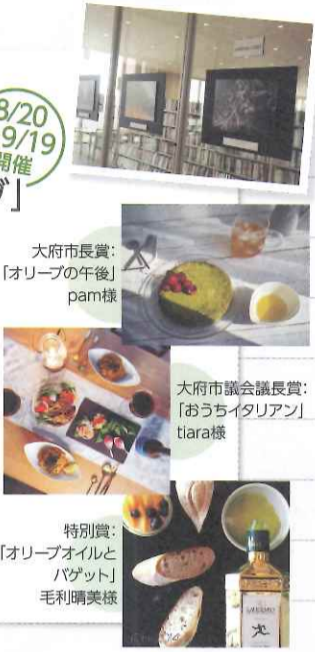 8/20
9/19
開催
ブ」
大府市長賞：
「オリーブの午後」
pam様
大府市議会議長賞：
「おうちイタリアン」
tiara様
特別賞：
「オリーブオイルと
バゲット」
毛利晴美様